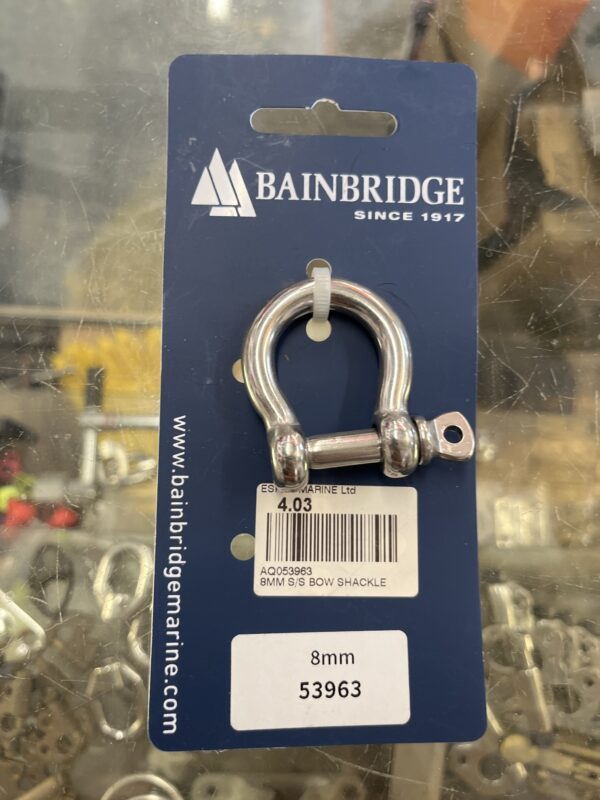 BAINBRIDGE
SINCE 1917
www.bainbridgemarine.com
MARINE Ltd
4.03
AQ053963
8MM S/S BOW SHACKLE
8mm
53963